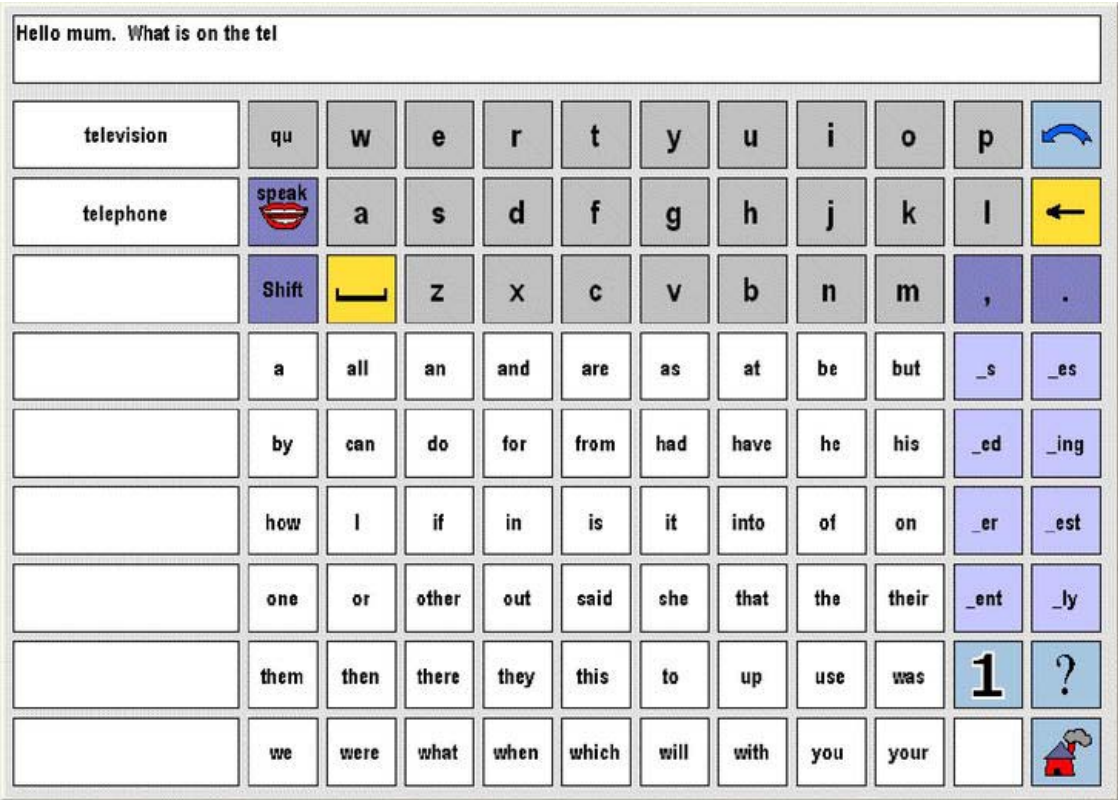 Hello mum.  What is on the tel
television qu w e r t y u i o p
telephone speak a s d f g h j k l
Shift z x c v b n m , .
a all an and are as at be but _s _es
by can do for from had have he his _ed _ing
how I if in is it into of on _er _est
one or other out said she that the their _ent _ly
them then there they this to up use was 1 ?
we were what when which will with you your